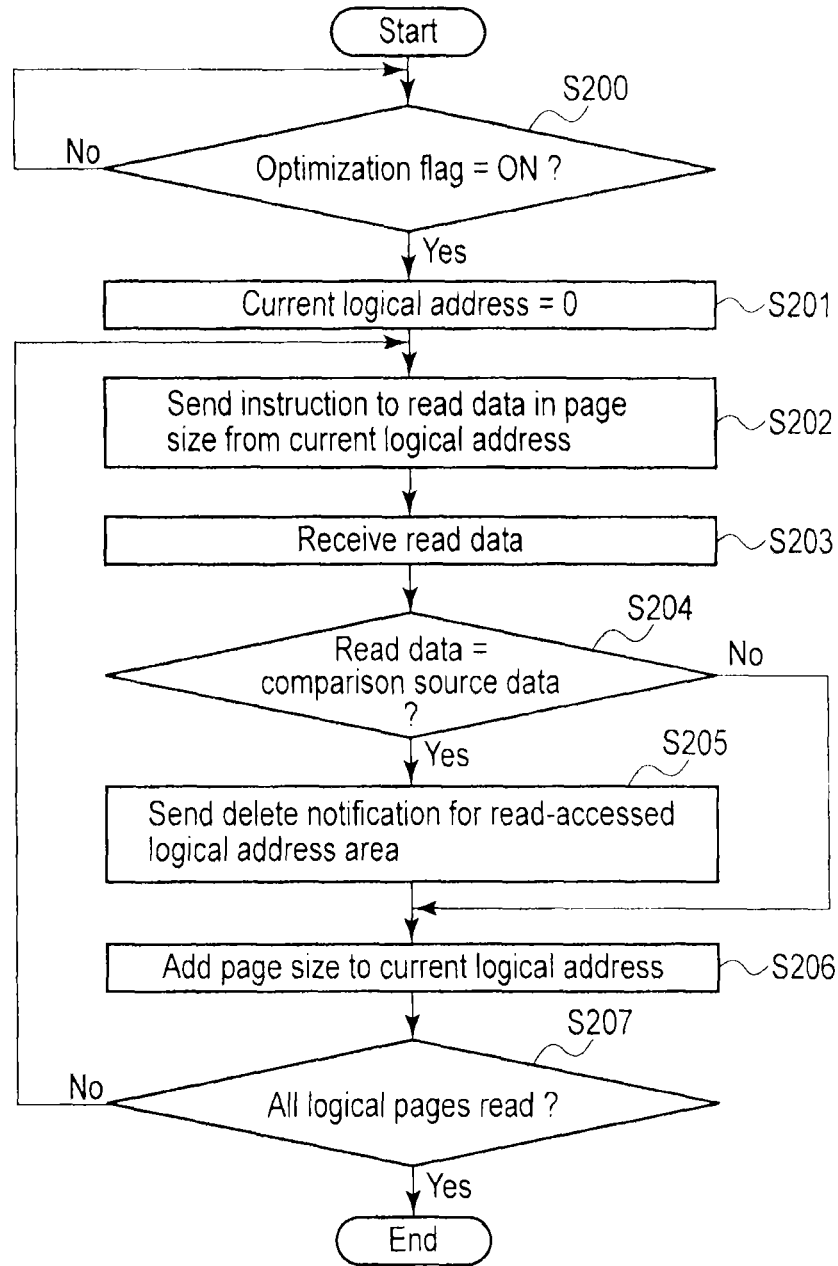 Start
S200
No
Optimization flag = ON ?
Yes
Current logical address = 0
S201
Send instruction to read data in page
size from current logical address
S202
Receive read data
S203
S204
Read data =
comparison source data
?
No
Yes
S205
Send delete notification for read-accessed
logical address area
Add page size to current logical address
S206
S207
No
All logical pages read ?
Yes
End